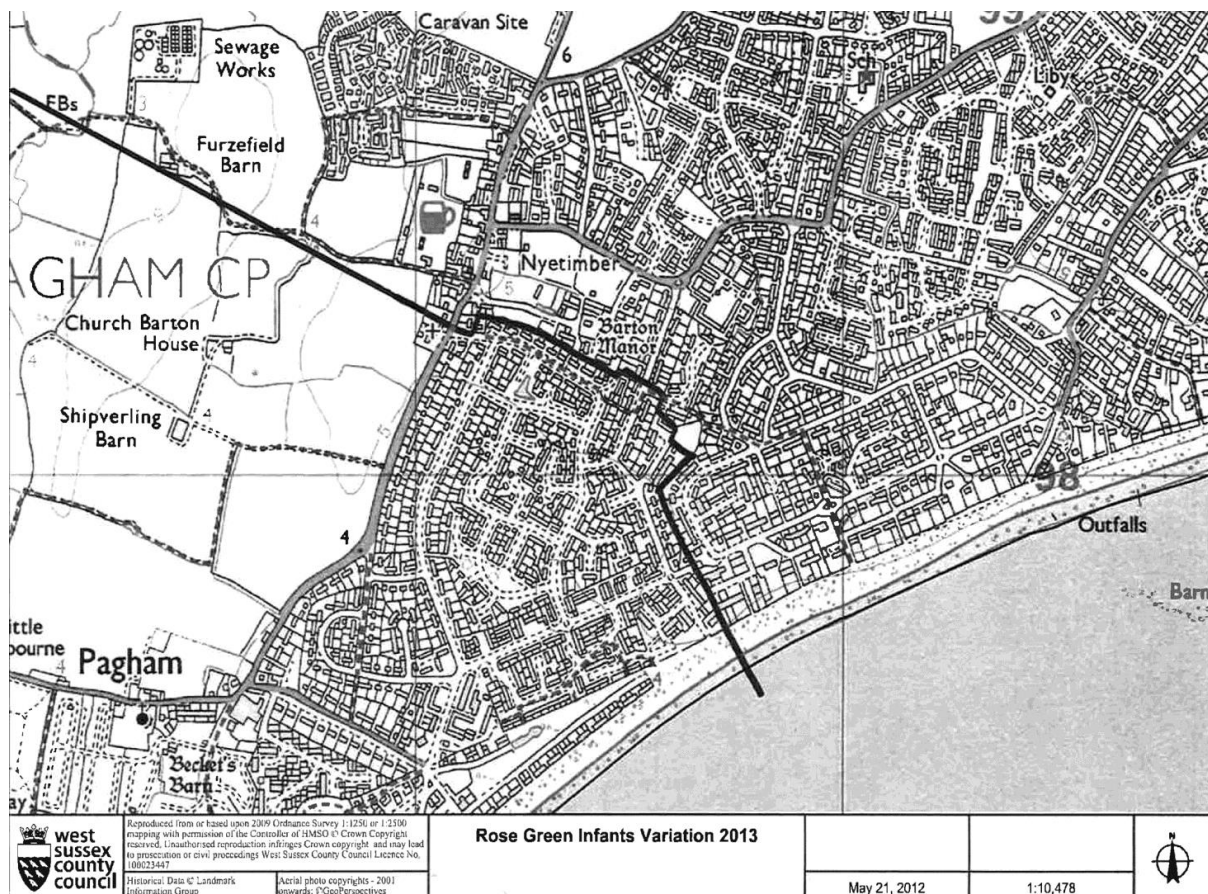 Caravan Site
99
6
Sewage
Works
Sch
Liby
3
FBs
Furzefield
Barn
4
Nyetimber
5
AGHAM CP
Church Barton
House
Barton
Manor
4
4
Shipverling
Barn
5
98
4
Outfalls
Barn
ittle
bourne
4
Pagham
Becket's
Barn
ay
west
sussex
county
council
Reproduced from or based upon 2009 Ordnance Survey 1:1250 or 1:2500
mapping with permission of the Controller of HMSO © Crown Copyright
reserved. Unauthorised reproduction infringes Crown copyright and may lead
to prosecution or civil proceedings West Sussex County Council Licence No.
100023447
Historical Data © Landmark
Information Group
Aerial photo copyrights - 2001
onwards: ©GeoPerspectives
Rose Green Infants Variation 2013
May 21, 2012
1:10,478
N